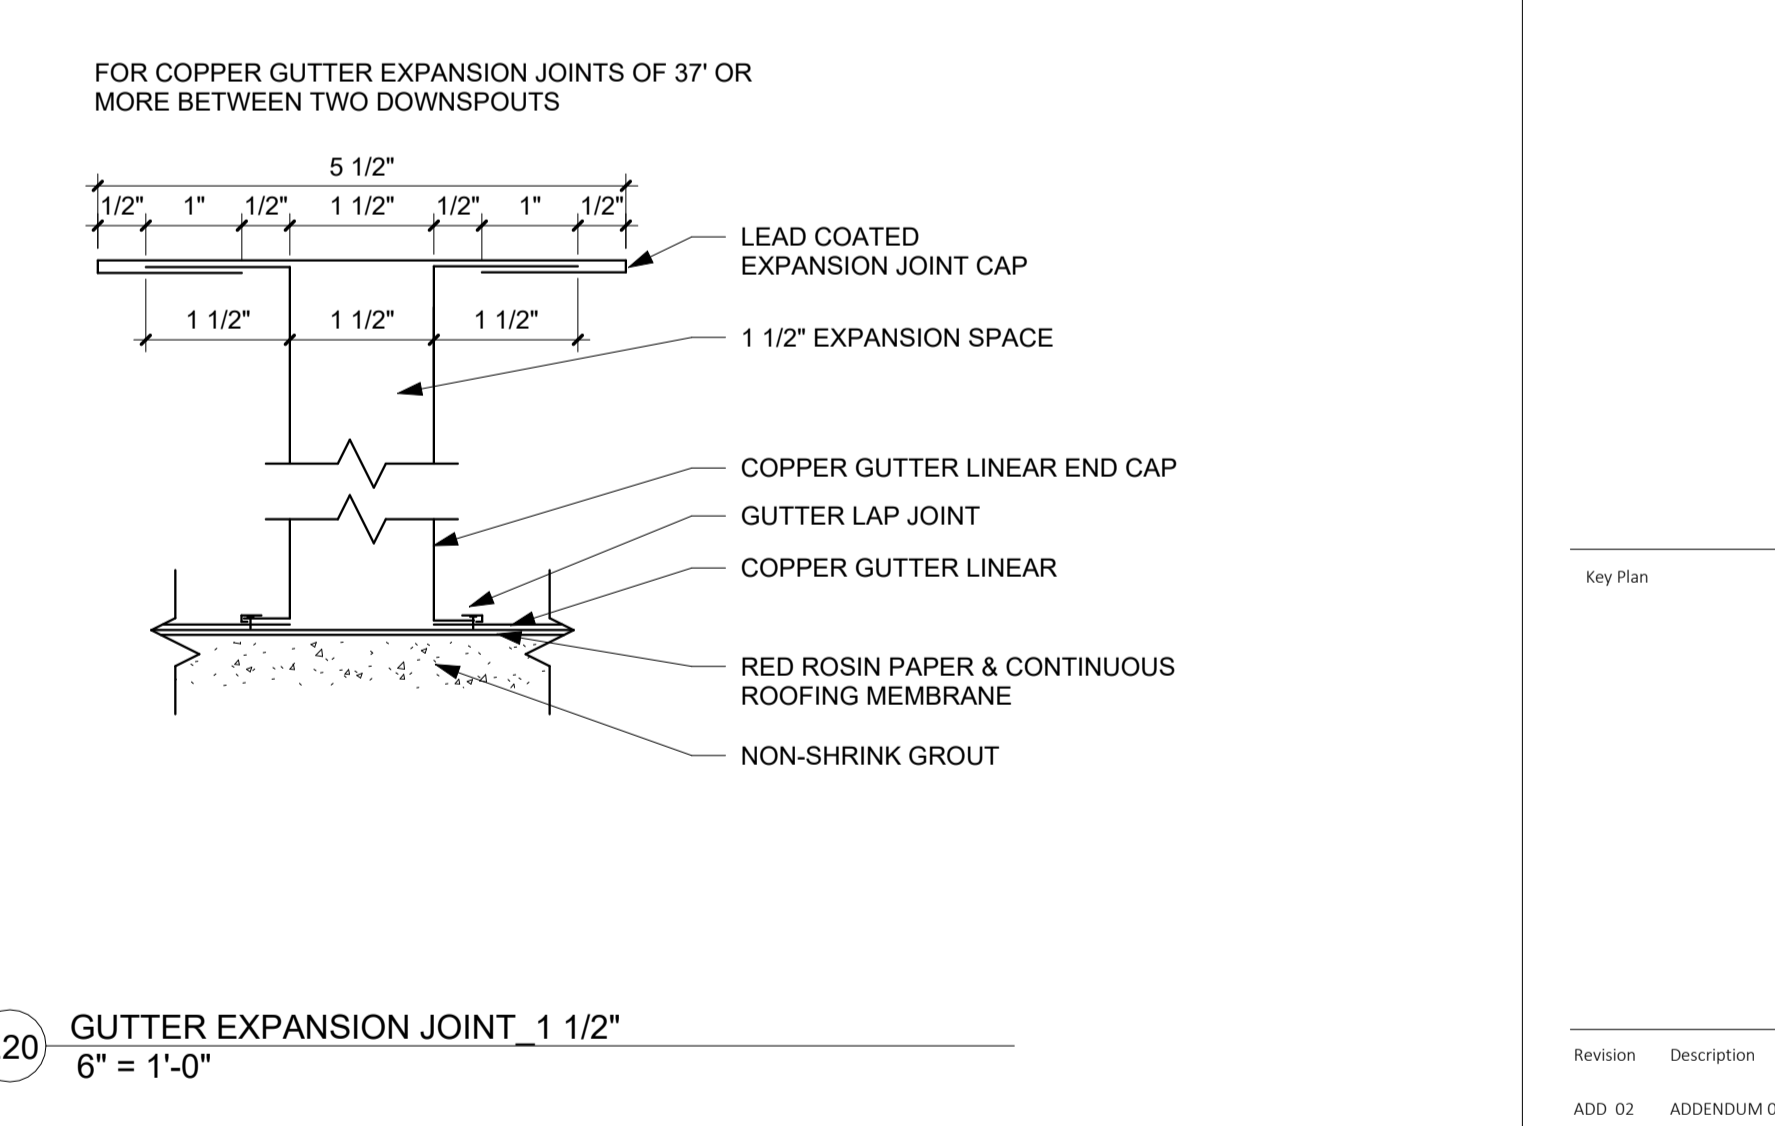 FOR COPPER GUTTER EXPANSION JOINTS OF 37' OR
MORE BETWEEN TWO DOWNSPOUTS
5 1/2"
1/2" 1" 1/2" 1 1/2" 1/2" 1" 1/2"
LEAD COATED
EXPANSION JOINT CAP
1 1/2" 1 1/2" 1 1/2"
1 1/2" EXPANSION SPACE
COPPER GUTTER LINEAR END CAP
GUTTER LAP JOINT
COPPER GUTTER LINEAR
RED ROSIN PAPER & CONTINUOUS
ROOFING MEMBRANE
NON-SHRINK GROUT
20
GUTTER EXPANSION JOINT_1 1/2"
6" = 1'-0"
Key Plan
Revision Description
ADD 02 ADDENDUM 0